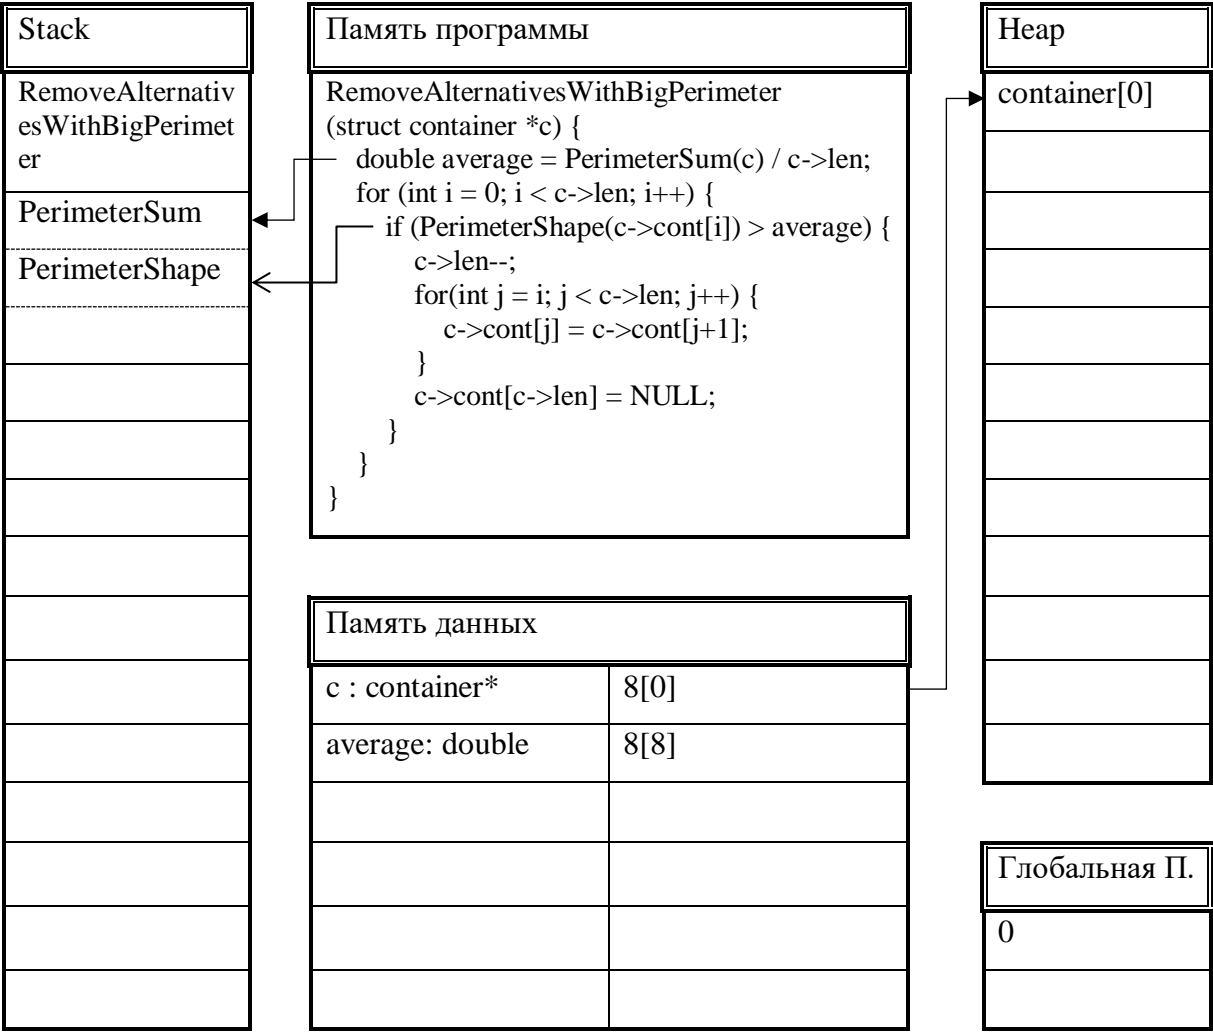 Stack
RemoveAlternativ
esWithBigPerimet
er
PerimeterSum
PerimeterShape
Память программы
RemoveAlternativesWithBigPerimeter
(struct container *c) {
double average = PerimeterSum(c) / c->len;
for (int i = 0; i < c->len; i++) {
if (PerimeterShape(c->cont[i]) > average) {
c->len--;
for(int j = i; j < c->len; j++) {
c->cont[j] = c->cont[j+1];
}
c->cont[c->len] = NULL;
}
}
}
Память данных
c : container* 8[0]
average: double 8[8]
Heap
container[0]
Глобальная П.
0